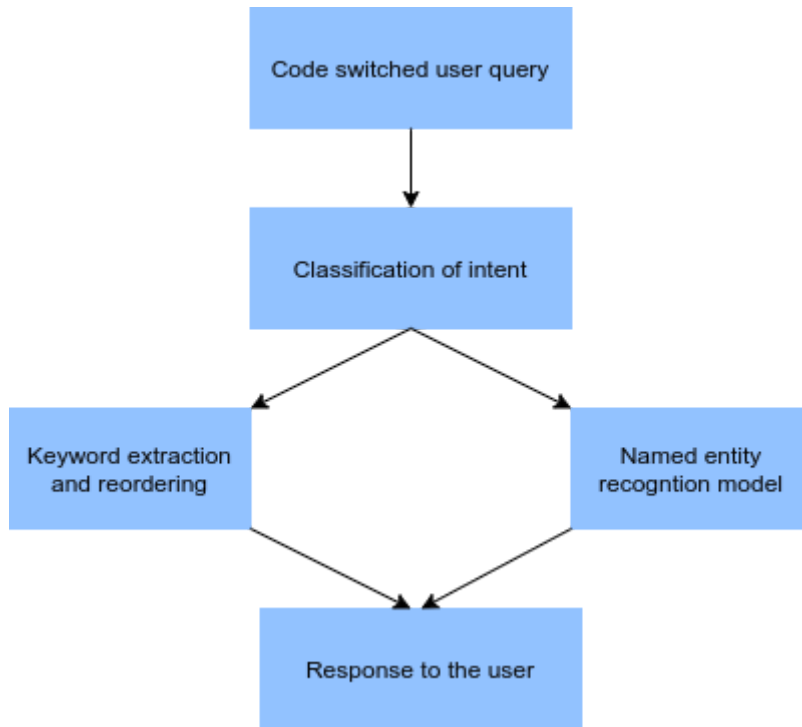 Code switched user query
Classification of intent
Keyword extraction
and reordering
Named entity
recogntion model
Response to the user